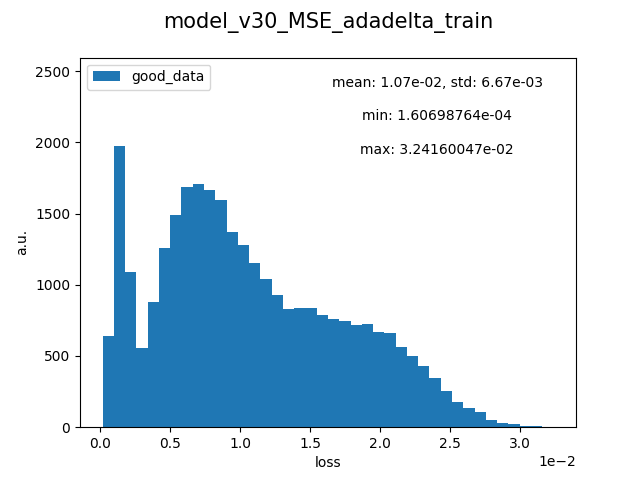 model_v30_MSE_adadelta_train
good_data
mean: 1.07e-02, std: 6.67e-03
min: 1.60698764e-04
max: 3.24160047e-02
2500
2000
1500
1000
500
0
a.u.
0.0 0.5 1.0 1.5 2.0 2.5 3.0
1e−2
loss